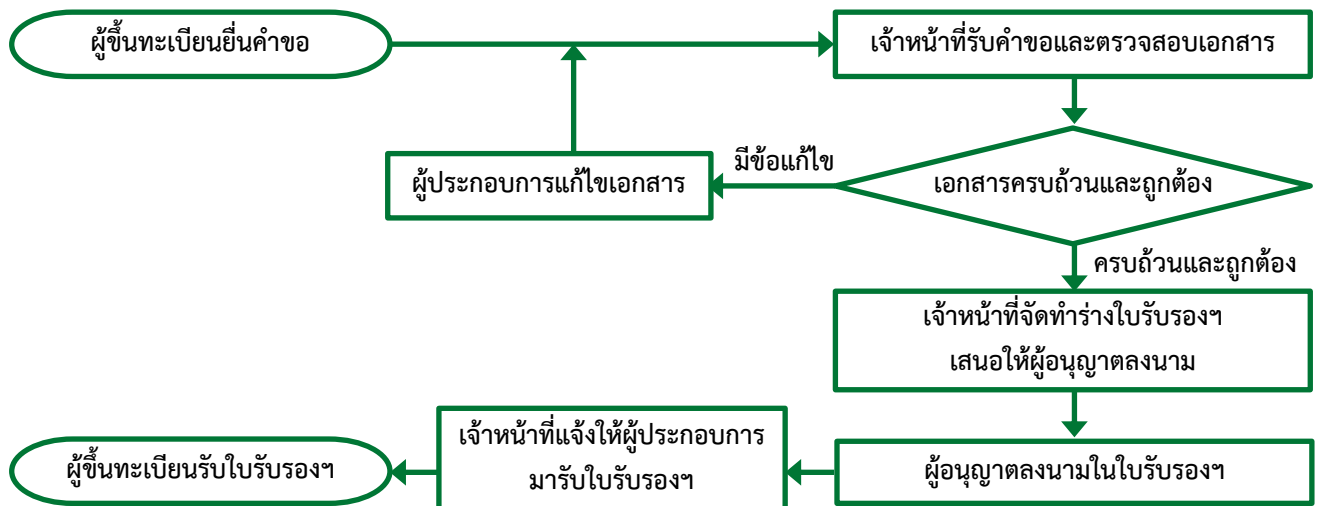 ผู้ขึ้นทะเบียนยื่นคำขอ
เจ้าหน้าที่รับคำขอและตรวจสอบเอกสาร
มีข้อแก้ไข
ผู้ประกอบการแก้ไขเอกสาร
เอกสารครบถ้วนและถูกต้อง
ครบถ้วนและถูกต้อง
เจ้าหน้าที่จัดทำร่างใบรับรองฯ
เสนอให้ผู้อนุญาตลงนาม
ผู้อนุญาตลงนามในใบรับรองฯ
เจ้าหน้าที่แจ้งให้ผู้ประกอบการ
มารับใบรับรองฯ
ผู้ขึ้นทะเบียนรับใบรับรองฯ